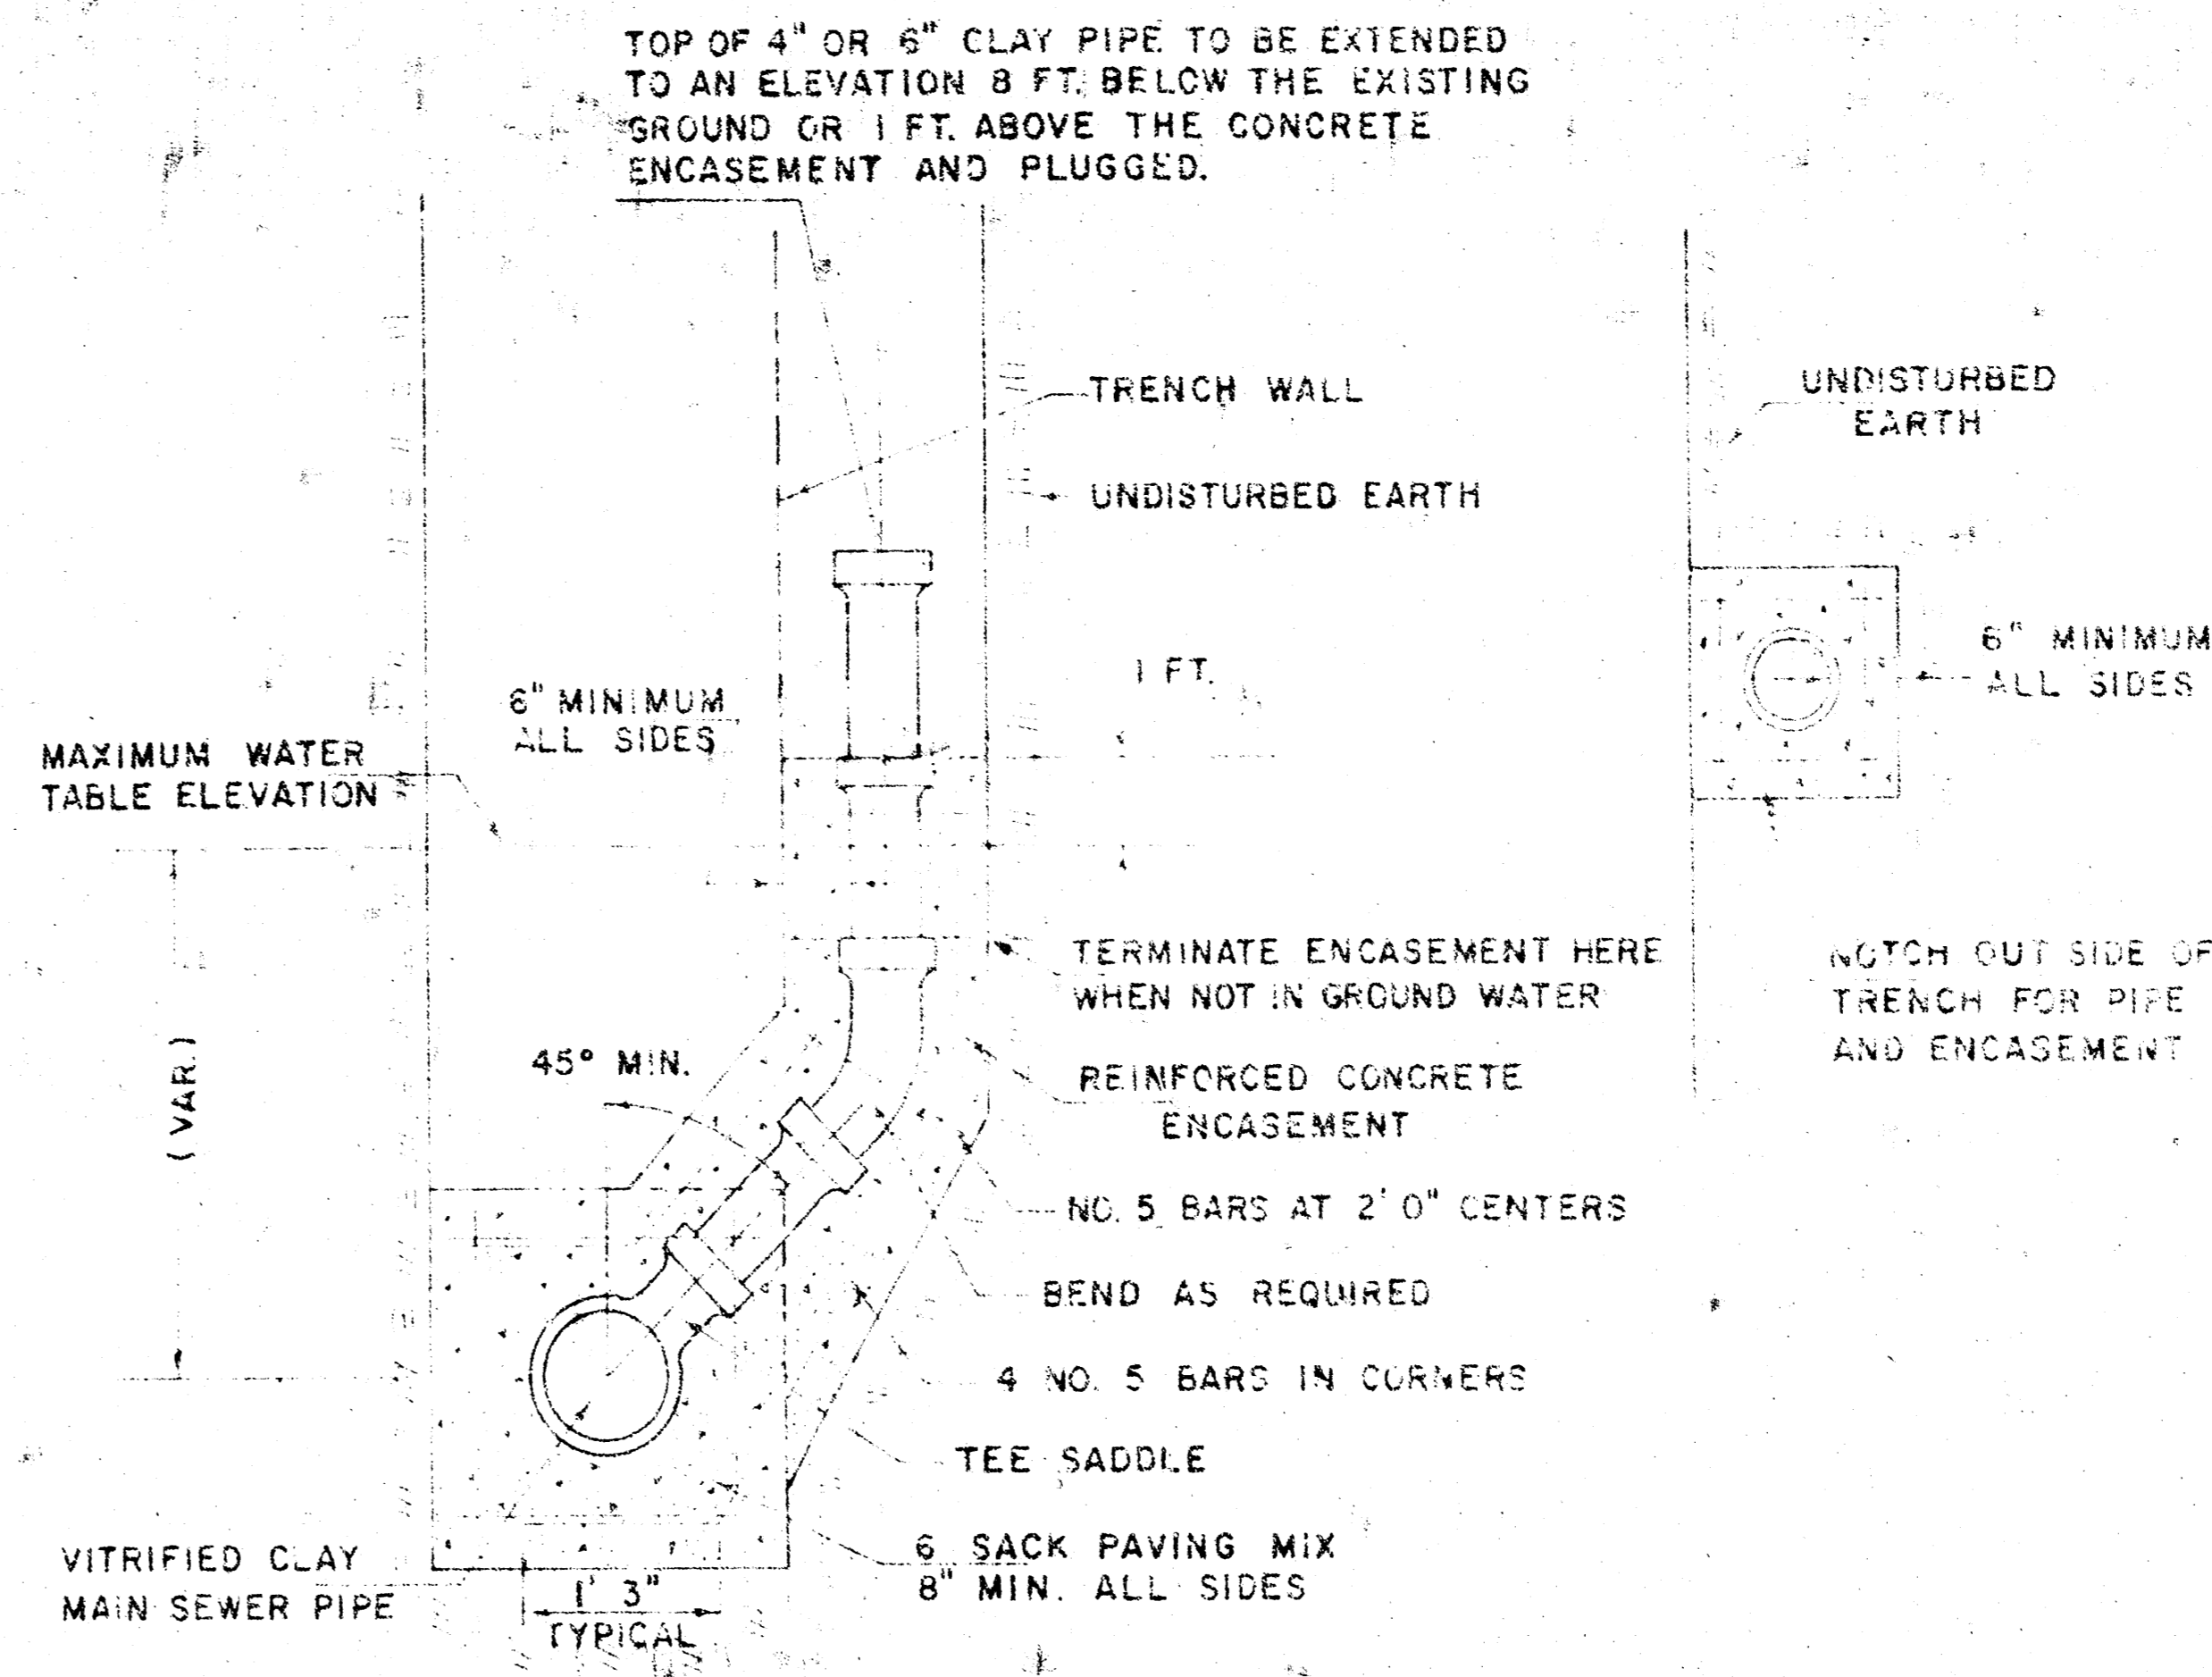 TOP OF 4" OR 6" CLAY PIPE TO BE EXTENDED
TO AN ELEVATION 8 FT. BELOW THE EXISTING
GROUND OR 1 FT. ABOVE THE CONCRETE
ENCASEMENT AND PLUGGED.
TRENCH WALL
UNDISTURBED
EARTH
UNDISTURBED EARTH
1 FT.
6" MINIMUM
ALL SIDES
6" MINIMUM
ALL SIDES
MAXIMUM WATER
TABLE ELEVATION
TERMINATE ENCASEMENT HERE
WHEN NOT IN GROUND WATER
NOTCH OUT SIDE OF
TRENCH FOR PIPE
AND ENCASEMENT
45° MIN.
(VAR.)
REINFORCED CONCRETE
ENCASEMENT
NO. 5 BARS AT 2' 0" CENTERS
BEND AS REQUIRED
4 NO. 5 BARS IN CORNERS
TEE SADDLE
6 SACK PAVING MIX
8" MIN. ALL SIDES
VITRIFIED CLAY
MAIN SEWER PIPE
1' 3"
TYPICAL